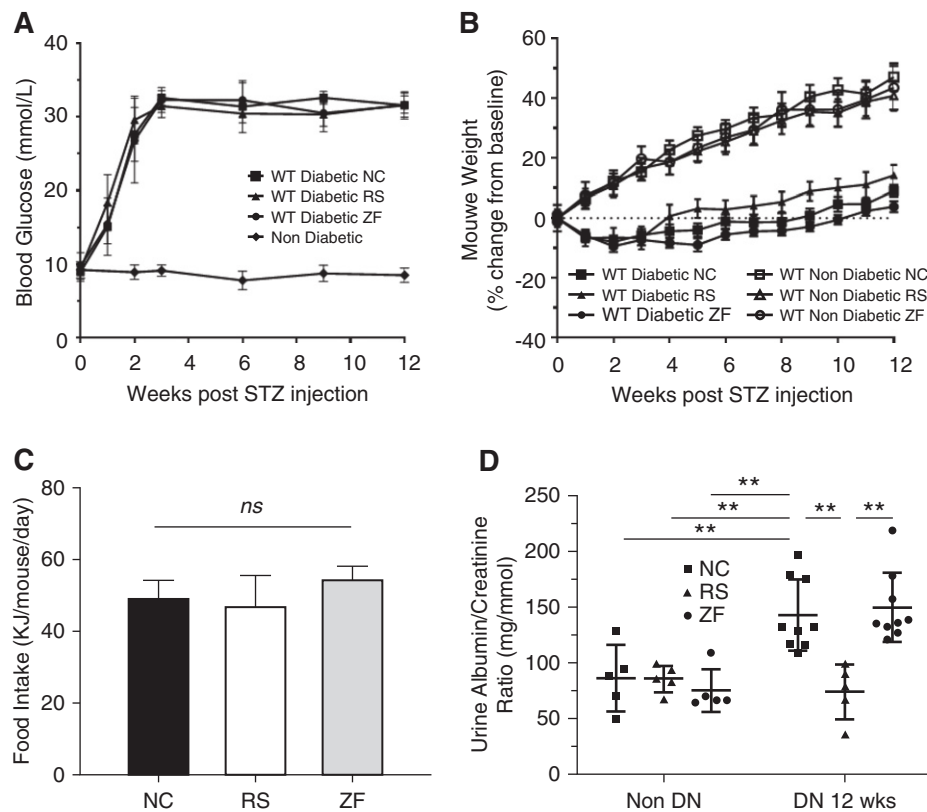 A
Blood Glucose (mmol/L)
40
30
20
10
0
WT Diabetic NC
WT Diabetic RS
WT Diabetic ZF
Non Diabetic
0 2 4 6 8 10 12
Weeks post STZ injection
B
Mouwe Weight
(% change from baseline)
60
40
20
0
-20
-40
WT Diabetic NC
WT Diabetic RS
WT Diabetic ZF
WT Non Diabetic NC
WT Non Diabetic RS
WT Non Diabetic ZF
0 2 4 6 8 10 12
Weeks post STZ injection
C
Food Intake (KJ/mouse/day)
80
60
40
20
0
ns
NC RS ZF
D
Urine Albumin/Creatinine
Ratio (mg/mmol)
250
200
150
100
50
0
**
**
**
** **
NC
RS
ZF
Non DN DN 12 wks